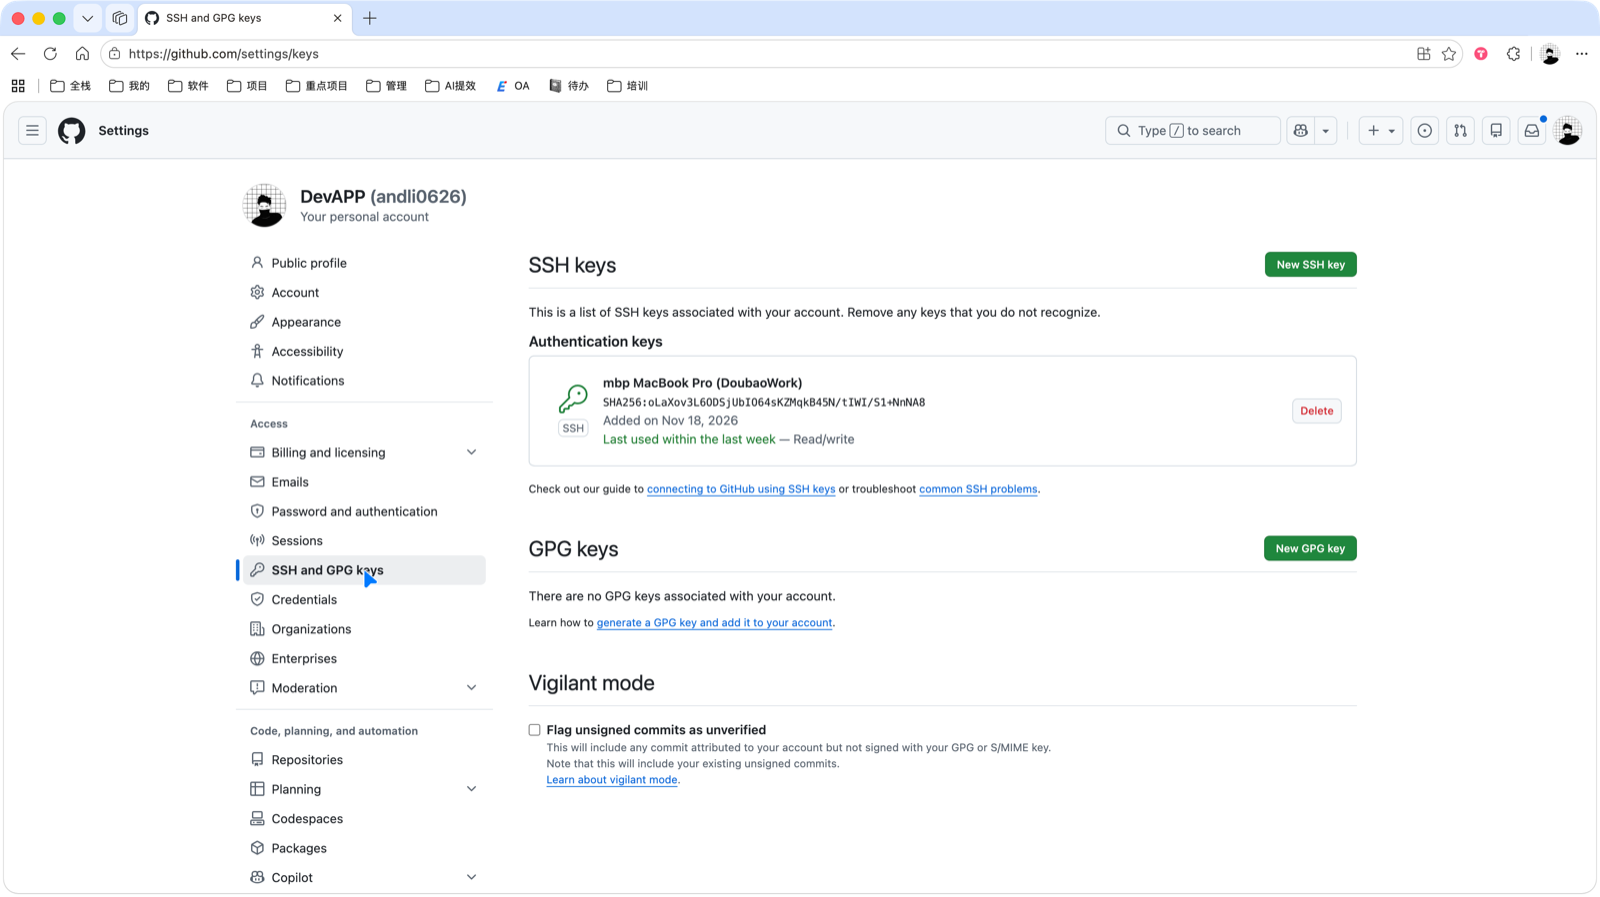 SSH and GPG keys
https://github.com/settings/keys
全栈 我的 软件 项目 重点项目 管理 AI提效 OA 待办 培训
Settings
Type / to search
DevAPP (andli0626)
Your personal account
Public profile
Account
Appearance
Accessibility
Notifications
Access
Billing and licensing
Emails
Password and authentication
Sessions
SSH and GPG keys
Credentials
Organizations
Enterprises
Moderation
Code, planning, and automation
Repositories
Planning
Codespaces
Packages
Copilot
SSH keys
New SSH key
This is a list of SSH keys associated with your account. Remove any keys that you do not recognize.
Authentication keys
mbp MacBook Pro (DoubaoWork)
SHA256:oLaXov3L6ODSjUbIO64sKZMqkB45N/tIWI/S1+NnNA8
Added on Nov 18, 2026
Last used within the last week — Read/write
SSH
Delete
Check out our guide to connecting to GitHub using SSH keys or troubleshoot common SSH problems.
GPG keys
New GPG key
There are no GPG keys associated with your account.
Learn how to generate a GPG key and add it to your account.
Vigilant mode
Flag unsigned commits as unverified
This will include any commit attributed to your account but not signed with your GPG or S/MIME key.
Note that this will include your existing unsigned commits.
Learn about vigilant mode.